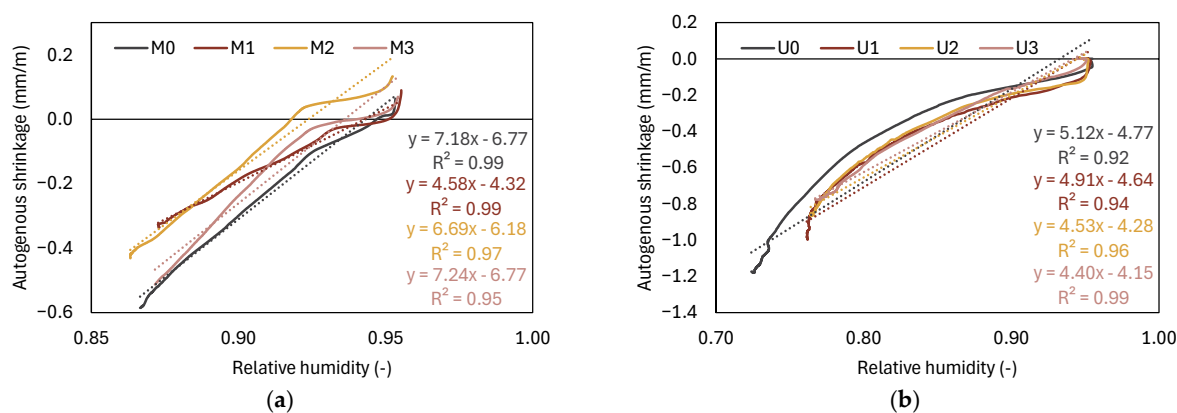 M0 M1 M2 M3
Autogenous shrinkage (mm/m)
0.2
0.0
−0.2
−0.4
−0.6
y = 7.18x - 6.77
R² = 0.99
y = 4.58x - 4.32
R² = 0.99
y = 6.69x - 6.18
R² = 0.97
y = 7.24x - 6.77
R² = 0.95
0.85 0.90 0.95 1.00
Relative humidity (-)
(a)
U0 U1 U2 U3
Autogenous shrinkage (mm/m)
0.2
0.0
−0.2
−0.4
−0.6
−0.8
−1.0
−1.2
−1.4
y = 5.12x - 4.77
R² = 0.92
y = 4.91x - 4.64
R² = 0.94
y = 4.53x - 4.28
R² = 0.96
y = 4.40x - 4.15
R² = 0.99
0.70 0.80 0.90 1.00
Relative humidity (-)
(b)